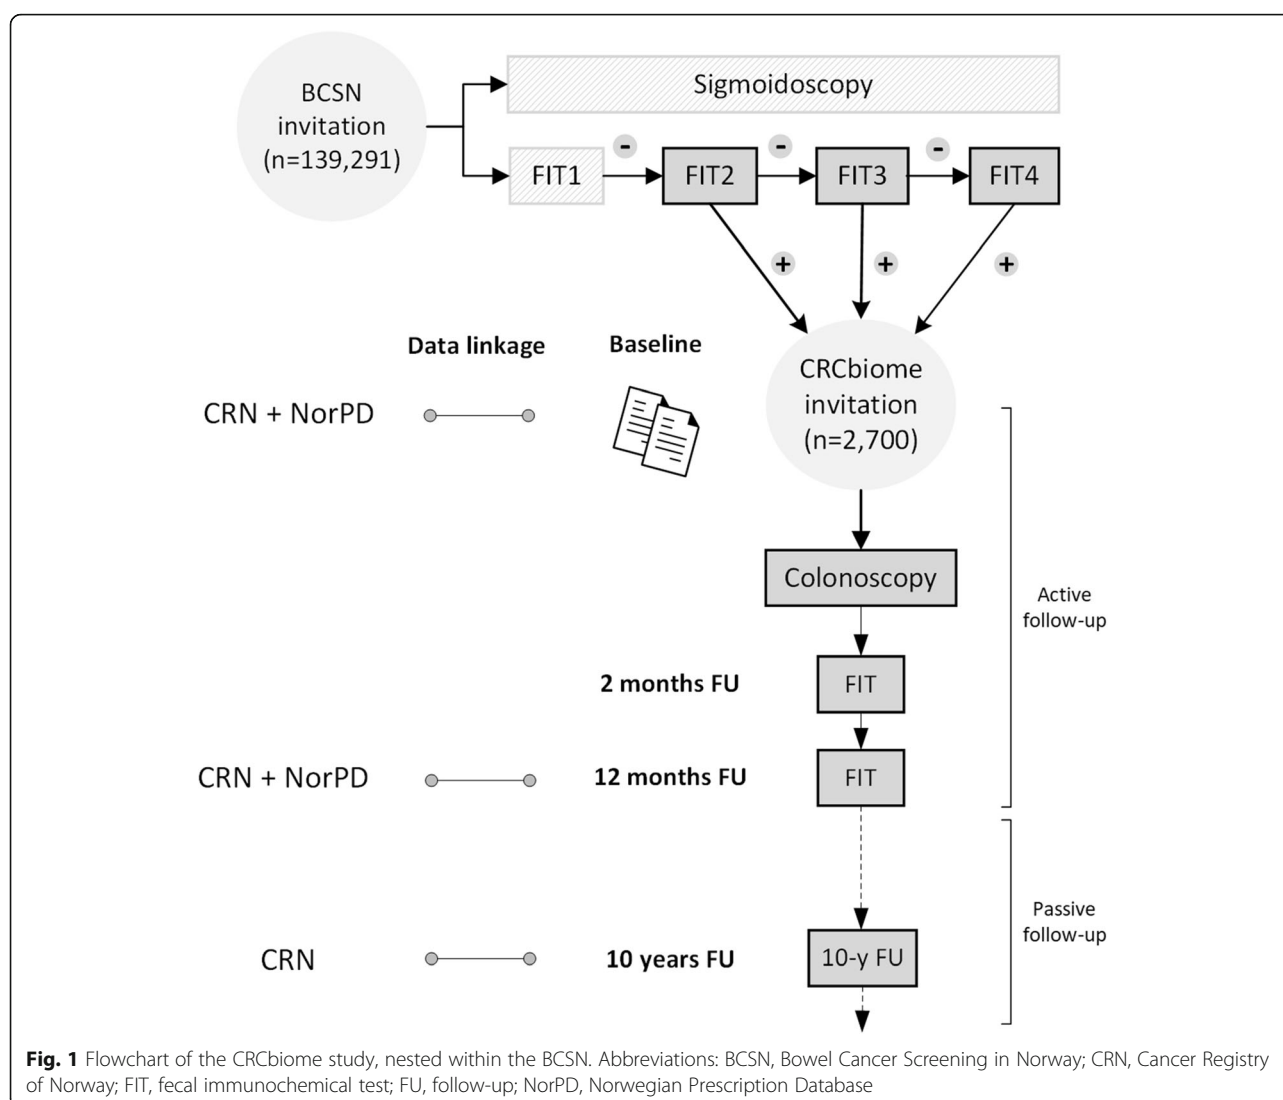 BCSN
invitation
(n=139,291)
Sigmoidoscopy
FIT1
-
FIT2
-
FIT3
-
FIT4
+
+
+
Data linkage
Baseline
CRCbiome
invitation
(n=2,700)
CRN + NorPD
Colonoscopy
Active
follow-up
2 months FU
FIT
CRN + NorPD
12 months FU
FIT
Passive
follow-up
CRN
10 years FU
10-y FU
Fig. 1 Flowchart of the CRCbiome study, nested within the BCSN. Abbreviations: BCSN, Bowel Cancer Screening in Norway; CRN, Cancer Registry
of Norway; FIT, fecal immunochemical test; FU, follow-up; NorPD, Norwegian Prescription Database